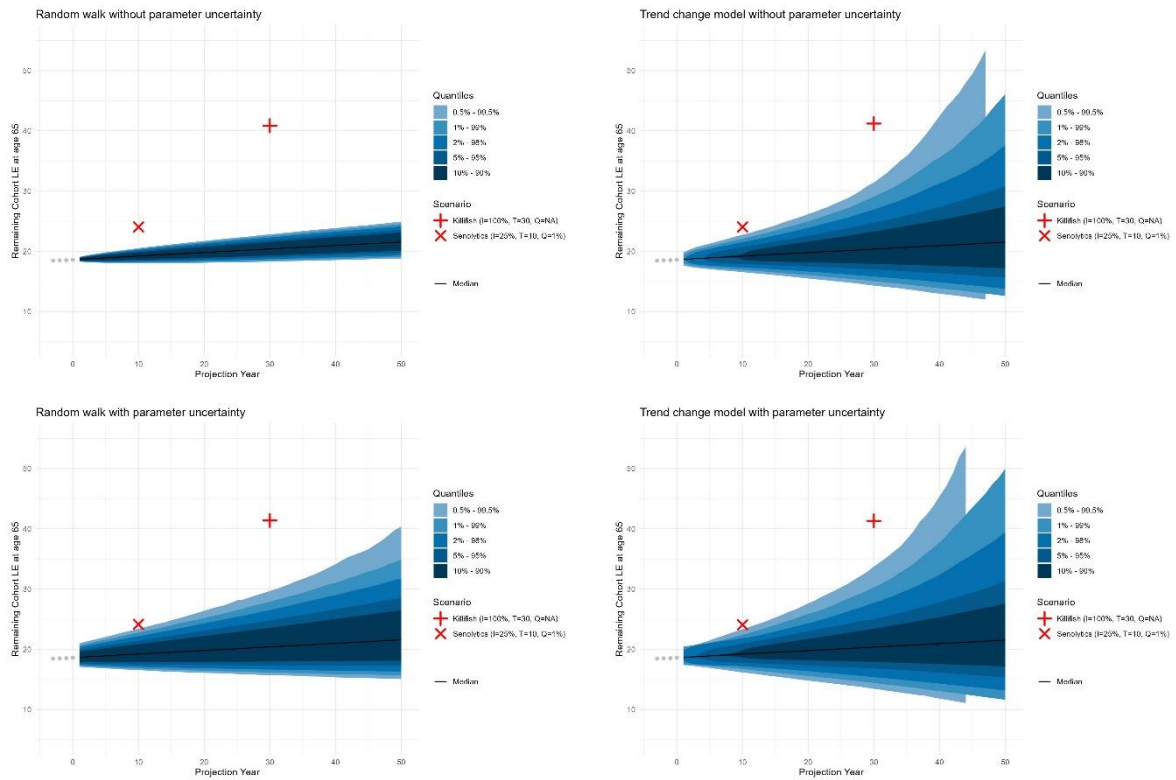 Random walk without parameter uncertainty
Remaining Cohort LE at age 65
50
40
30
20
10
0
10
20
30
40
50
Projection Year
Quantiles
0.5% - 99.5%
1% - 99%
2% - 98%
5% - 95%
10% - 90%
Scenario
Killifish (I=100%, T=30, Q=NA)
Senolytics (I=25%, T=10, Q=1%)
Median
Trend change model without parameter uncertainty
Remaining Cohort LE at age 65
50
40
30
20
10
0
10
20
30
40
50
Projection Year
Quantiles
0.5% - 99.5%
1% - 99%
2% - 98%
5% - 95%
10% - 90%
Scenario
Killifish (I=100%, T=30, Q=NA)
Senolytics (I=25%, T=10, Q=1%)
Median
Random walk with parameter uncertainty
Remaining Cohort LE at age 65
50
40
30
20
10
0
10
20
30
40
50
Projection Year
Quantiles
0.5% - 99.5%
1% - 99%
2% - 98%
5% - 95%
10% - 90%
Scenario
Killifish (I=100%, T=30, Q=NA)
Senolytics (I=25%, T=10, Q=1%)
Median
Trend change model with parameter uncertainty
Remaining Cohort LE at age 65
50
40
30
20
10
0
10
20
30
40
50
Projection Year
Quantiles
0.5% - 99.5%
1% - 99%
2% - 98%
5% - 95%
10% - 90%
Scenario
Killifish (I=100%, T=30, Q=NA)
Senolytics (I=25%, T=10, Q=1%)
Median